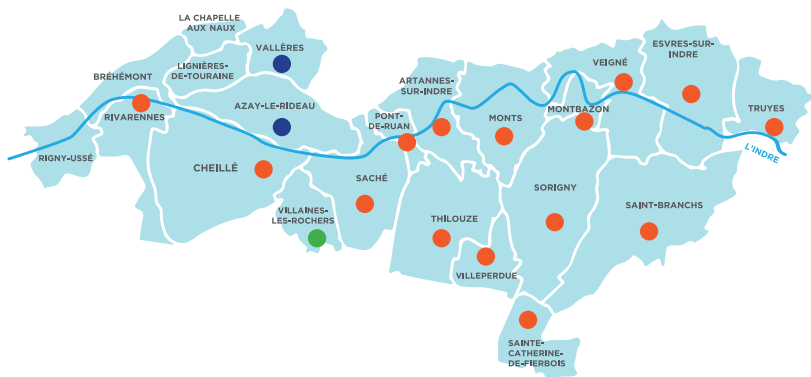 LA CHAPELLE
AUX NAUX
VALLÈRES
LIGNIÈRES-
DE-TOURAINE
BRÉHÉMONT
RIVARENNES
RIGNY-USSÉ
AZAY-LE-RIDEAU
CHEILLÉ
VILLAINES-
LES-ROCHERS
SACHÉ
PONT-
DE-RUAN
ARTANNES-
SUR-INDRE
MONTS
THILOUZE
VILLEPERDUE
SORIGNY
SAINTE-
CATHERINE-
DE-FIERBOIS
MONTBAZON
VEIGNÉ
ESVRES-SUR-
INDRE
TRUYES
L'INDRE
SAINT-BRANCHS